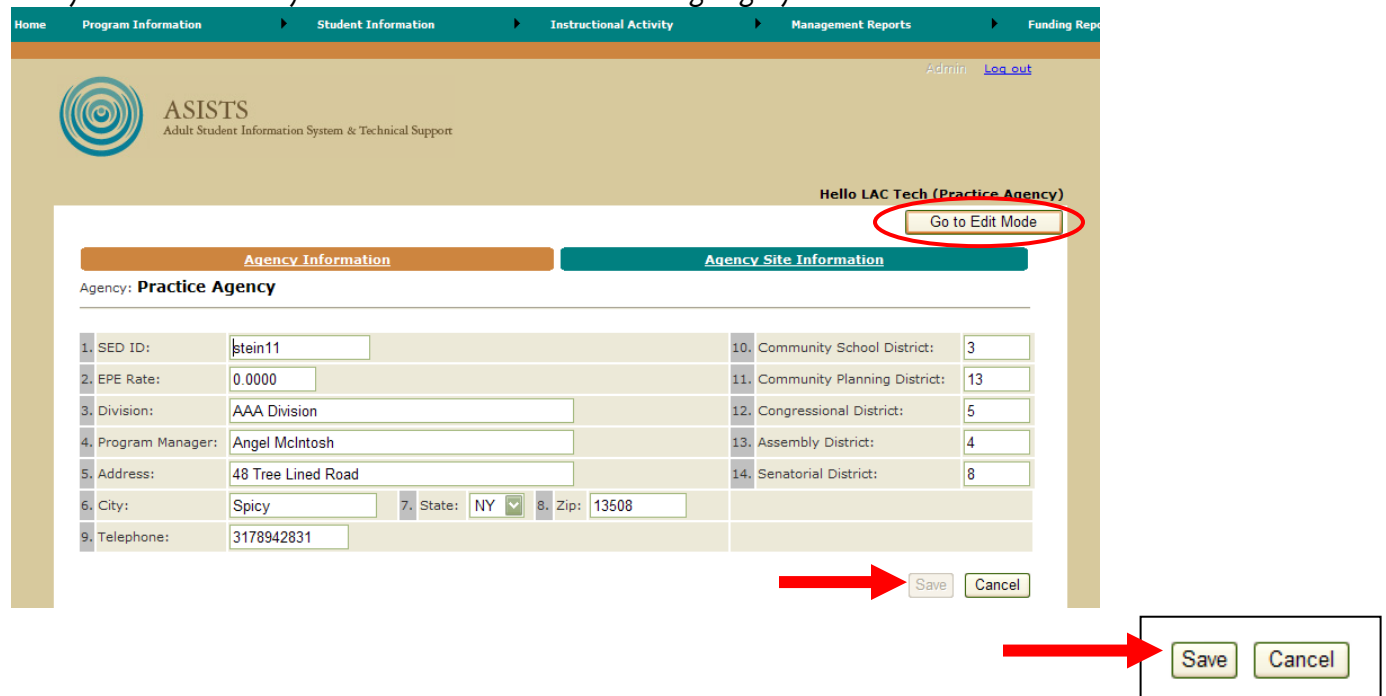 Home Program Information Student Information Instructional Activity Management Reports Funding
Admin Log out
ASISTS
Adult Student Information System & Technical Support
Hello LAC Tech (Practice Agency)
Go to Edit Mode
Agency Information Agency Site Information
Agency: Practice Agency
1. SED ID: stein11 10. Community School District: 3
2. EPE Rate: 0.0000 11. Community Planning District: 13
3. Division: AAA Division 12. Congressional District: 5
4. Program Manager: Angel McIntosh 13. Assembly District: 4
5. Address: 48 Tree Lined Road 14. Senatorial District: 8
6. City: Spicy 7. State: NY 8. Zip: 13508
9. Telephone: 3178942831
Save Cancel
Save Cancel